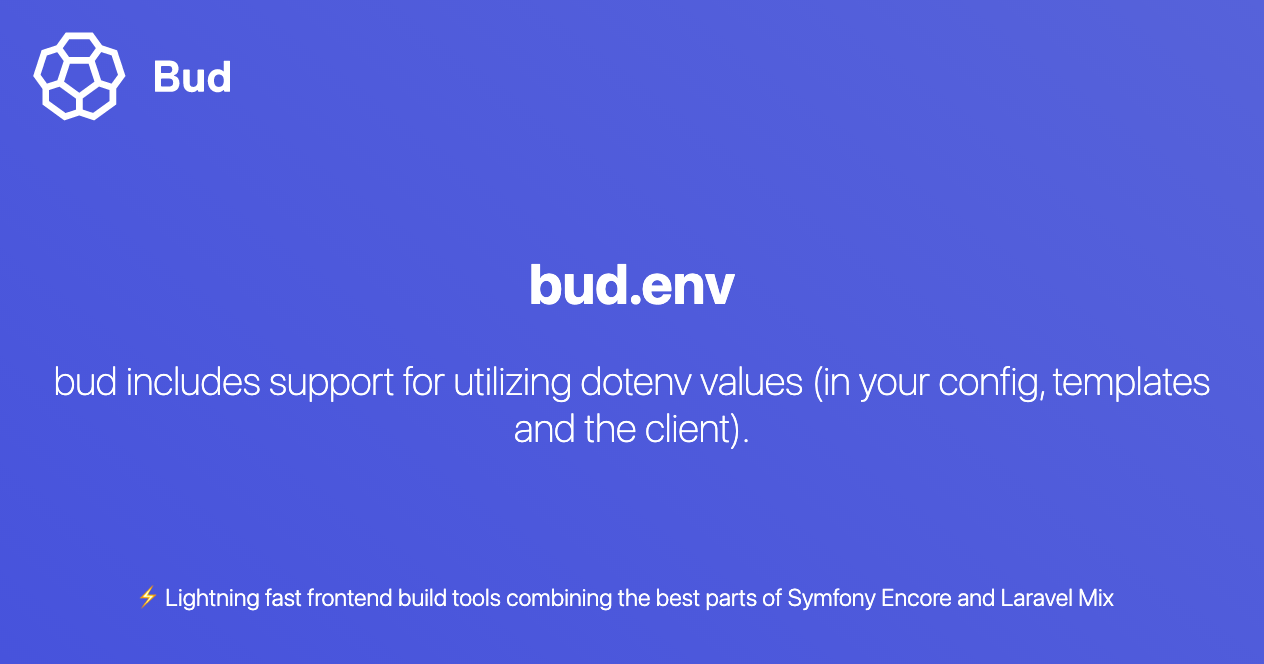 Bud
bud.env
bud includes support for utilizing dotenv values (in your config, templates
and the client).
⚡ Lightning fast frontend build tools combining the best parts of Symfony Encore and Laravel Mix